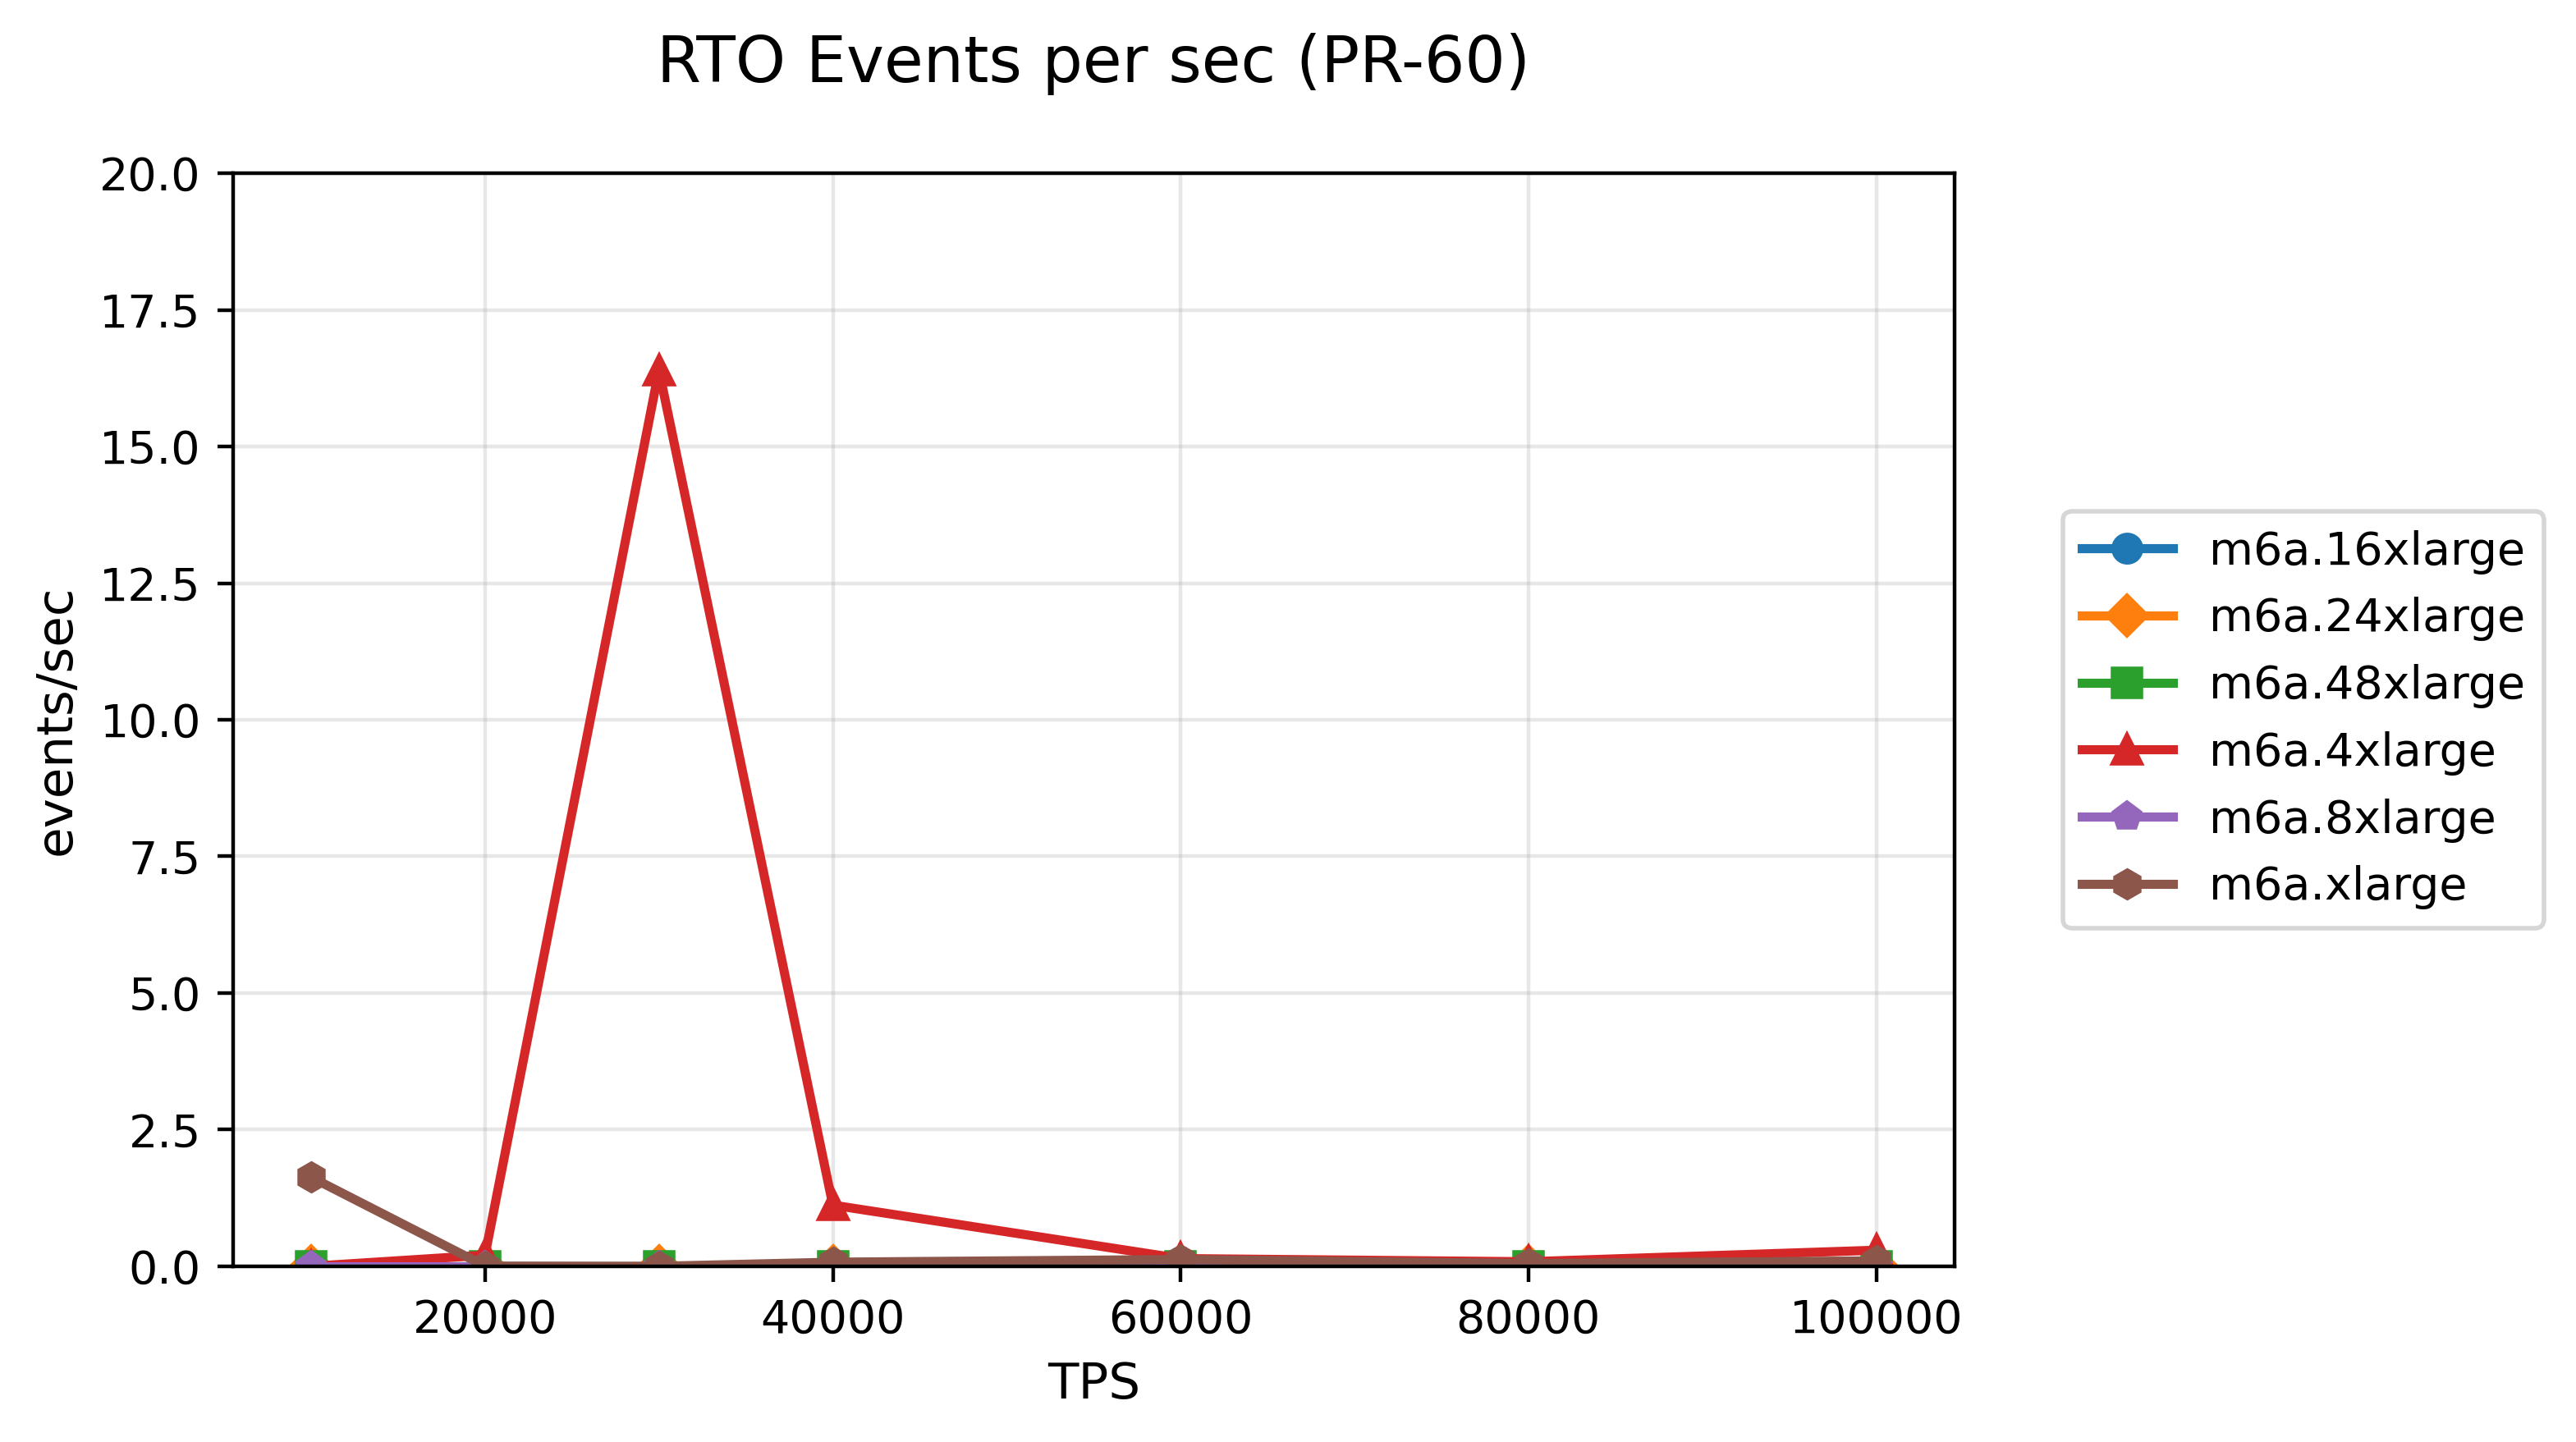 RTO Events per sec (PR-60)
20.0
17.5
15.0
12.5
10.0
7.5
5.0
2.5
0.0
events/sec
20000 40000 60000 80000 100000
TPS
m6a.16xlarge
m6a.24xlarge
m6a.48xlarge
m6a.4xlarge
m6a.8xlarge
m6a.xlarge